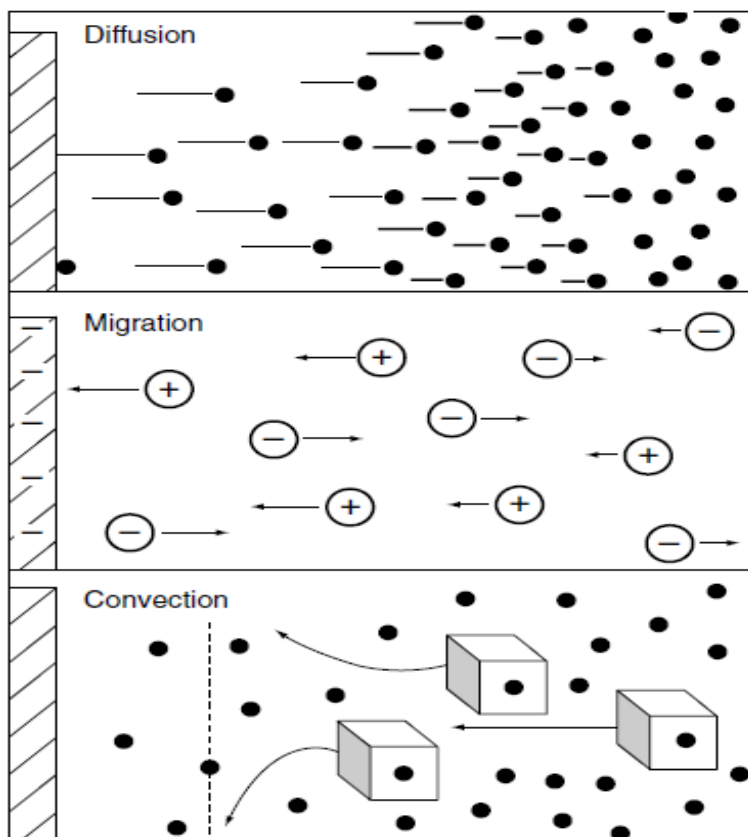 Diffusion
Migration
− + − −
− +
− − −
− +
− + +
− − −
Convection